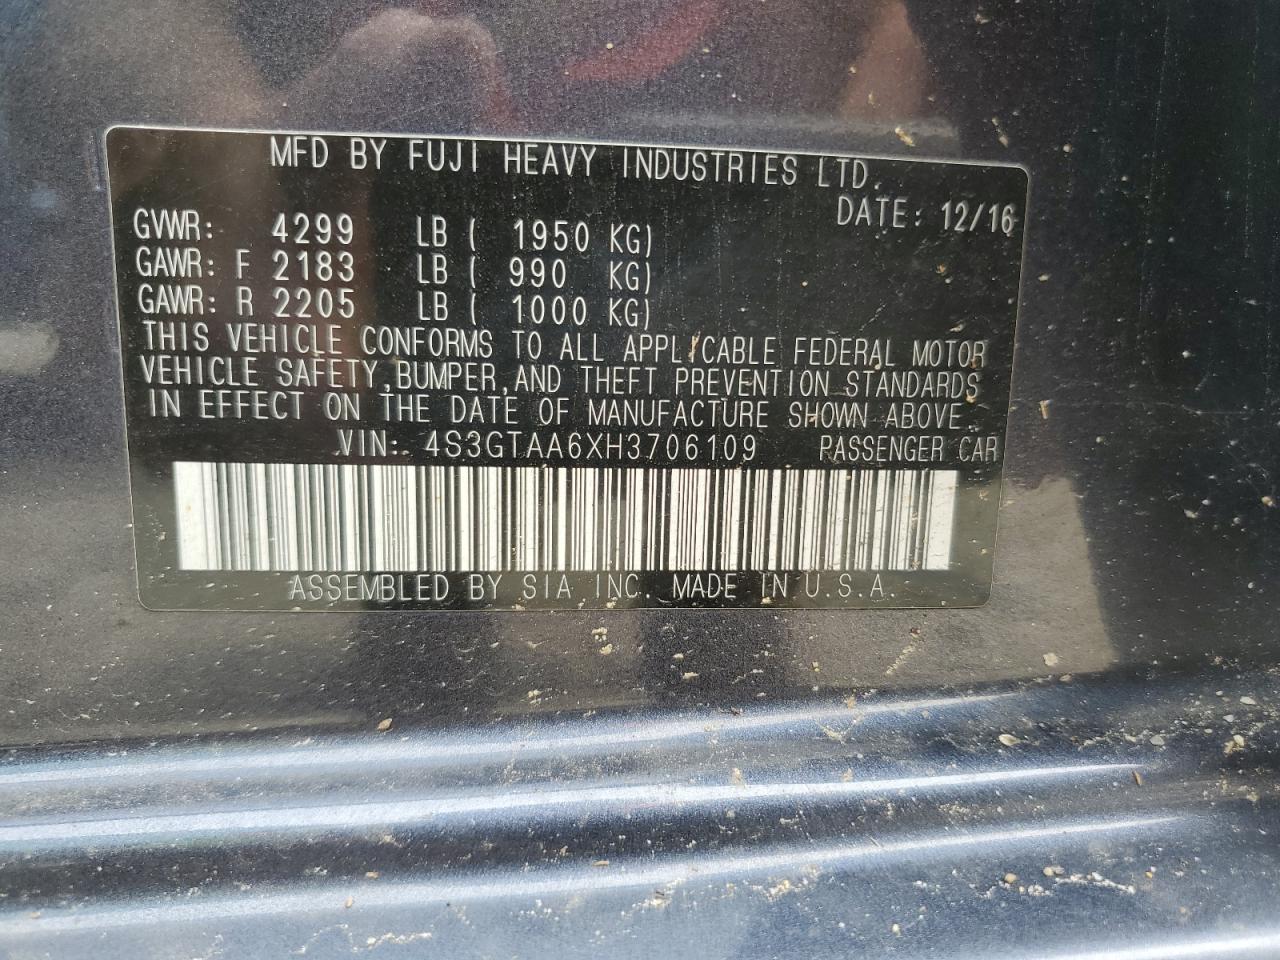 MFD BY FUJI HEAVY INDUSTRIES LTD.
DATE: 12/16
GVWR: 4299 LB ( 1950 KG)
GAWR: F 2183 LB ( 990 KG)
GAWR: R 2205 LB ( 1000 KG)
THIS VEHICLE CONFORMS TO ALL APPLICABLE FEDERAL MOTOR
VEHICLE SAFETY,BUMPER,AND THEFT PREVENTION STANDARDS
IN EFFECT ON THE DATE OF MANUFACTURE SHOWN ABOVE.
VIN: 4S3GTAA6XH3706109 PASSENGER CAR
ASSEMBLED BY SIA INC. MADE IN U.S.A.